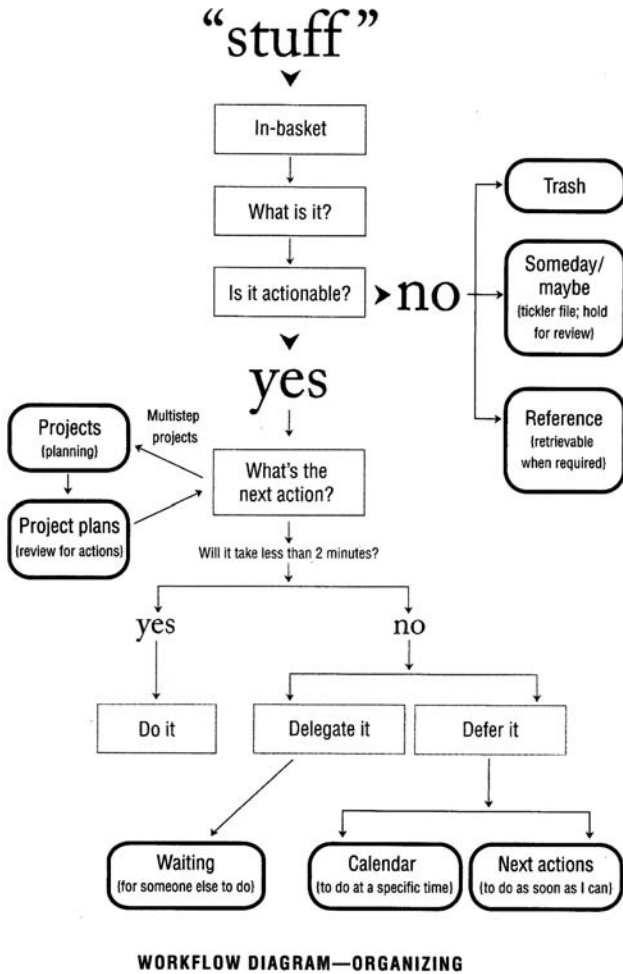 “stuff”
In-basket
What is it?
Is it actionable?
no
Trash
Someday/
maybe
(tickler file; hold
for review)
Reference
(retrievable
when required)
yes
Multistep
projects
Projects
(planning)
Project plans
(review for actions)
What's the
next action?
Will it take less than 2 minutes?
yes
no
Do it
Delegate it
Defer it
Waiting
(for someone else to do)
Calendar
(to do at a specific time)
Next actions
(to do as soon as I can)
WORKFLOW DIAGRAM—ORGANIZING